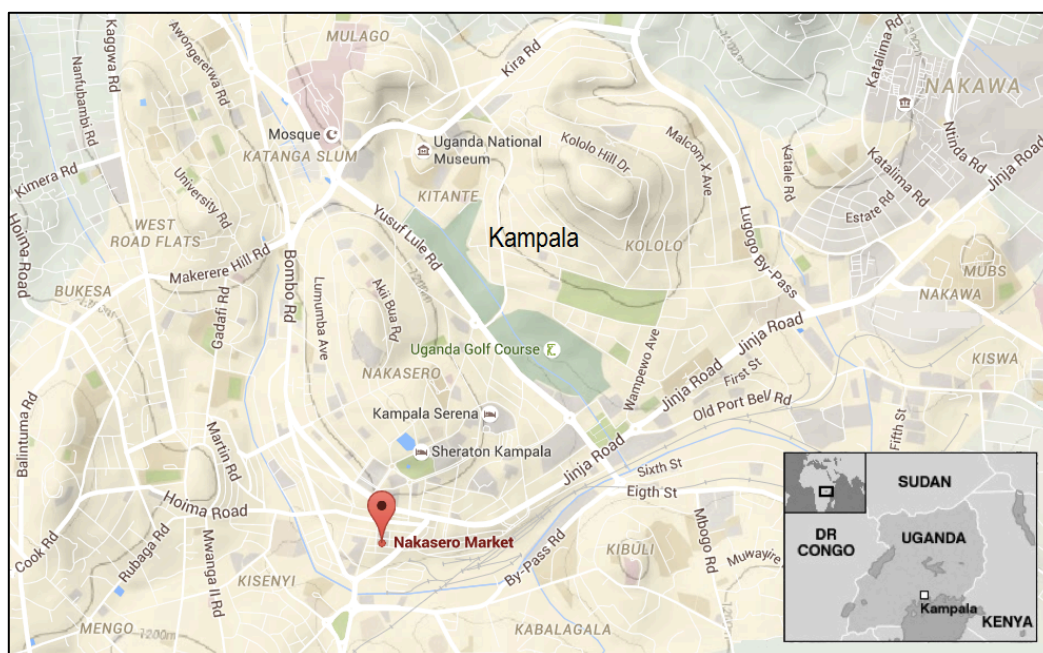 MULAGO
Kaggwa Rd
Nanfubambi Rd
Awongererwa Rd
Kira Rd
Katalima Rd
NAKAWA
Mosque
KATANGA SLUM
Uganda National
Museum
Kololo Hill Dr
Malcom X Ave
Katale Rd
Katalima Rd
Ntinda Rd
Jinja Road
Kimera Rd
University Rd
KITANTE
Estate Rd
Hoima-Road
WEST
ROAD FLATS
Yusuf Lule Rd
Kampala
KOLOLO
Lugogo By-Pass
Makerere Hill Rd
BUKESA
Bombo Rd
Lumumba Ave
Akii Bua Rd
1200m
MUBS
NAKAWA
Gadafi Rd
Uganda Golf Course
Wampewo Ave
Jinja Road
Jinja Road
First St
KISWA
NAKASERO
Kampala Serena
Old Port Bel/ Rd
Fifth St
Balintuma Rd
Martin Rd
Sheraton Kampala
Jinja Road
Sixth St
Eigth St
Hoima Road
Nakasero Market
Cook Rd
Rubaga Rd
Mwanga II Rd
By-Pass Rd
KIBULI
Mbogo Rd
Muwayire
KISENYI
MENGO
1200m
KABALAGALA
SUDAN
DR
CONGO
UGANDA
Kampala
KENYA